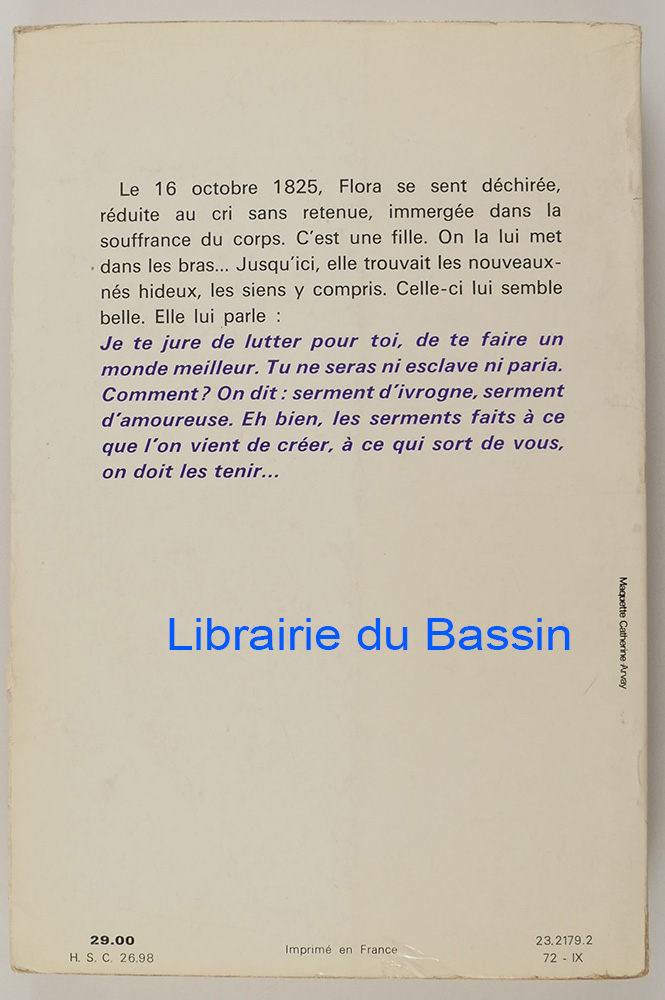 Le 16 octobre 1825, Flora se sent déchirée,
réduite au cri sans retenue, immergée dans la
souffrance du corps. C'est une fille. On la lui met
dans les bras... Jusqu'ici, elle trouvait les nouveaux-
nés hideux, les siens y compris. Celle-ci lui semble
belle. Elle lui parle :
Je te jure de lutter pour toi, de te faire un
monde meilleur. Tu ne seras ni esclave ni paria.
Comment ? On dit : serment d'ivrogne, serment
d'amoureuse. Eh bien, les serments faits à ce
que l'on vient de créer, à ce qui sort de vous,
on doit les tenir...
Maquette Catherine Arvay
Librairie du Bassin
29.00
H. S. C. 26.98
Imprimé en France
23.2179.2
72 - IX